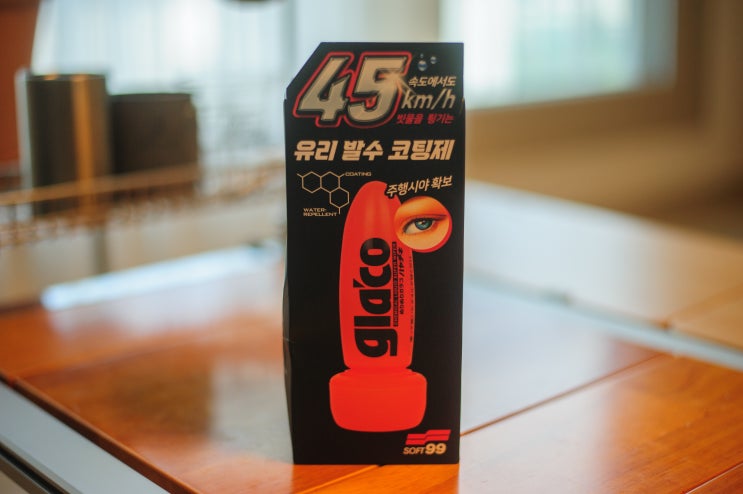 45
속도에서도
km/h
빗물을 튕기는
유리 발수 코팅제
COATING
WATER-
REPELLENT
주행시야 확보
glaco
SOFT99